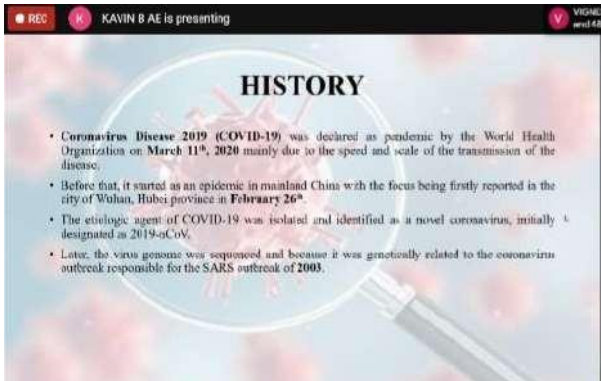 REC
K
KAVIN B AE is presenting
V
VIGNE
and 48
HISTORY
• Coronavirus Disease 2019 (COVID-19) was declared as pandemic by the World Health
Organization on March 11th, 2020 mainly due to the speed and scale of the transmission of the
disease.
• Before that, it started as an epidemic in mainland China with the focus being firstly reported in the
city of Wuhan, Hubei province in February 26th.
• The etiologic agent of COVID-19 was isolated and identified as a novel coronavirus, initially
designated as 2019-nCoV.
• Later, the virus genome was sequenced and because it was genetically related to the coronavirus
outbreak responsible for the SARS outbreak of 2003.